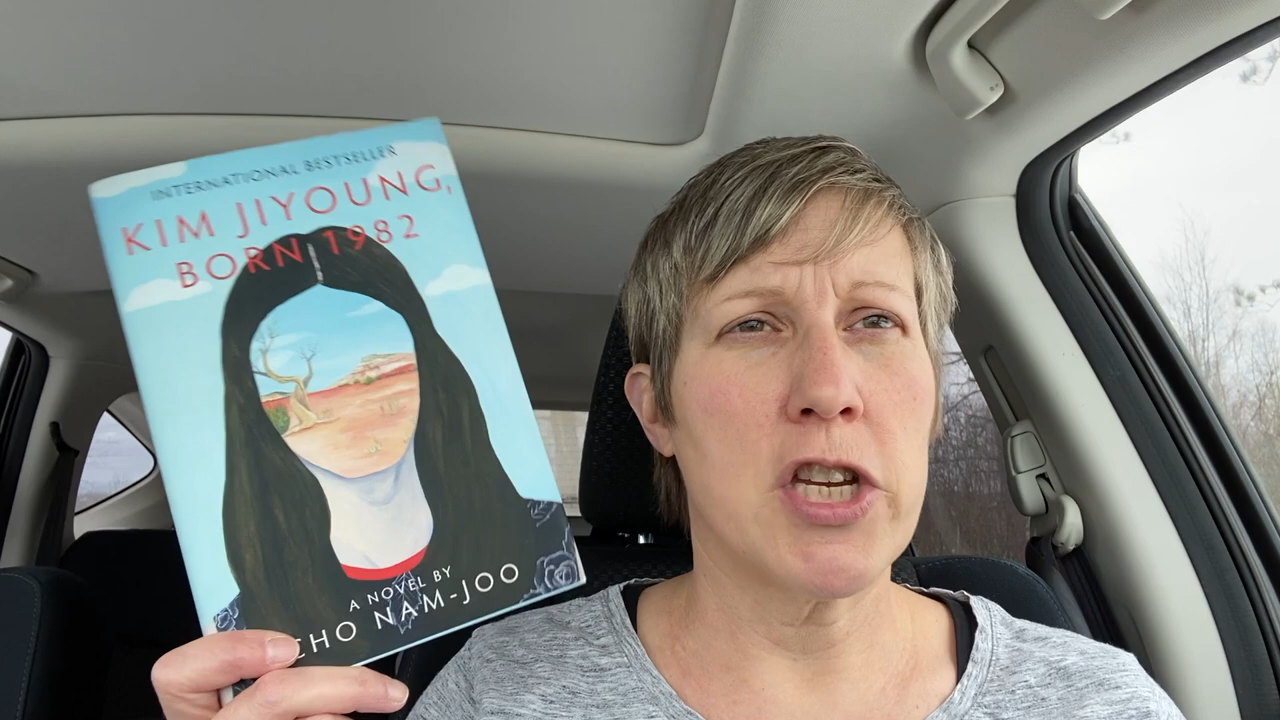 INTERNATIONAL BESTSELLER
KIM JIYOUNG,
BORN 1982
A NOVEL BY
CHO NAM-JOO